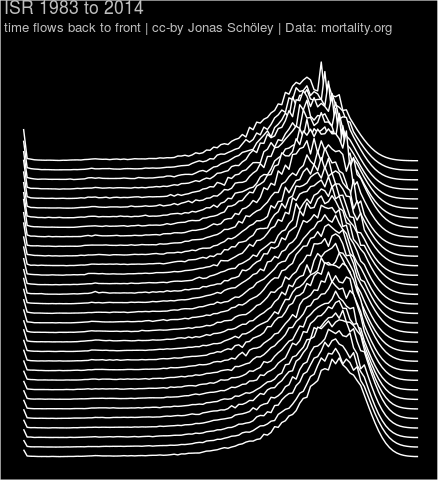 ISR 1983 to 2014
time flows back to front | cc-by Jonas Schöley | Data: mortality.org